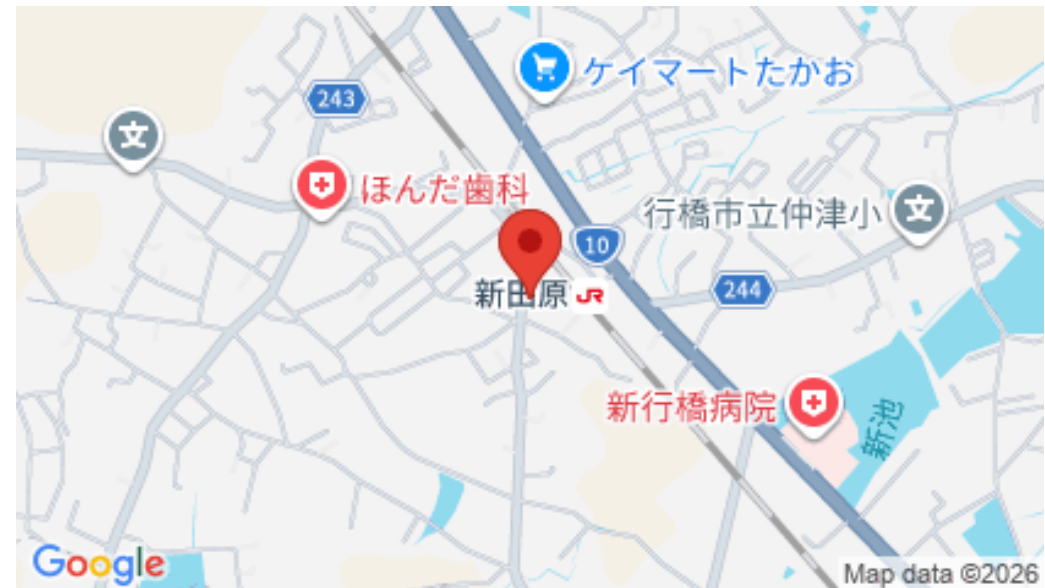 243
ケイマートたかお
文
ほんだ歯科
行橋市立仲津小
文
10
新田原 JR
244
新行橋病院
新池
Google
Map data ©2026